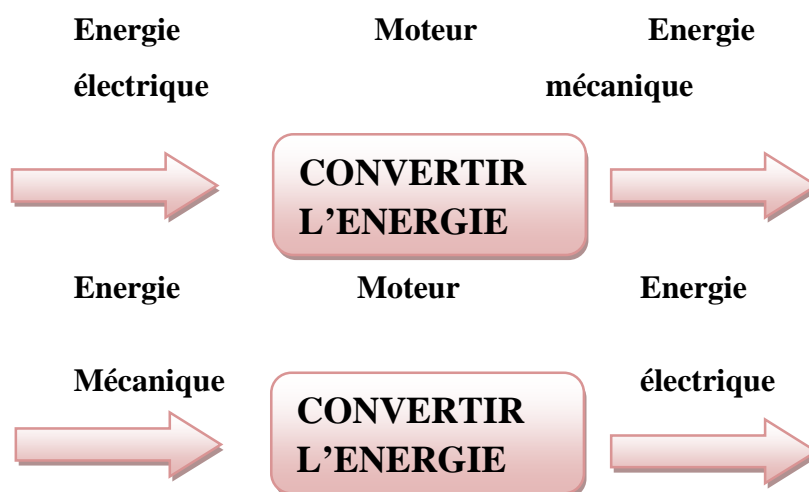 Energie Moteur Energie
électrique mécanique
CONVERTIR
L’ENERGIE
Energie Moteur Energie
Mécanique électrique
CONVERTIR
L’ENERGIE